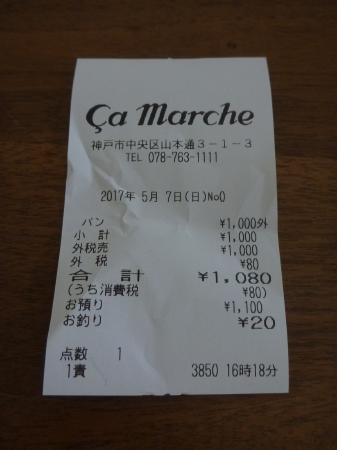 Ça Marche
神戸市中央区山本通3-1-3
TEL 078-763-1111
2017年 5月 7日(日)No0
パン ¥1,000外
小計 ¥1,000
外税売 ¥1,000
外税 ¥80
合計 ¥1,080
(うち消費税 ¥80)
お預り ¥1,100
お釣り ¥20
点数 1
1責 3850 16時18分